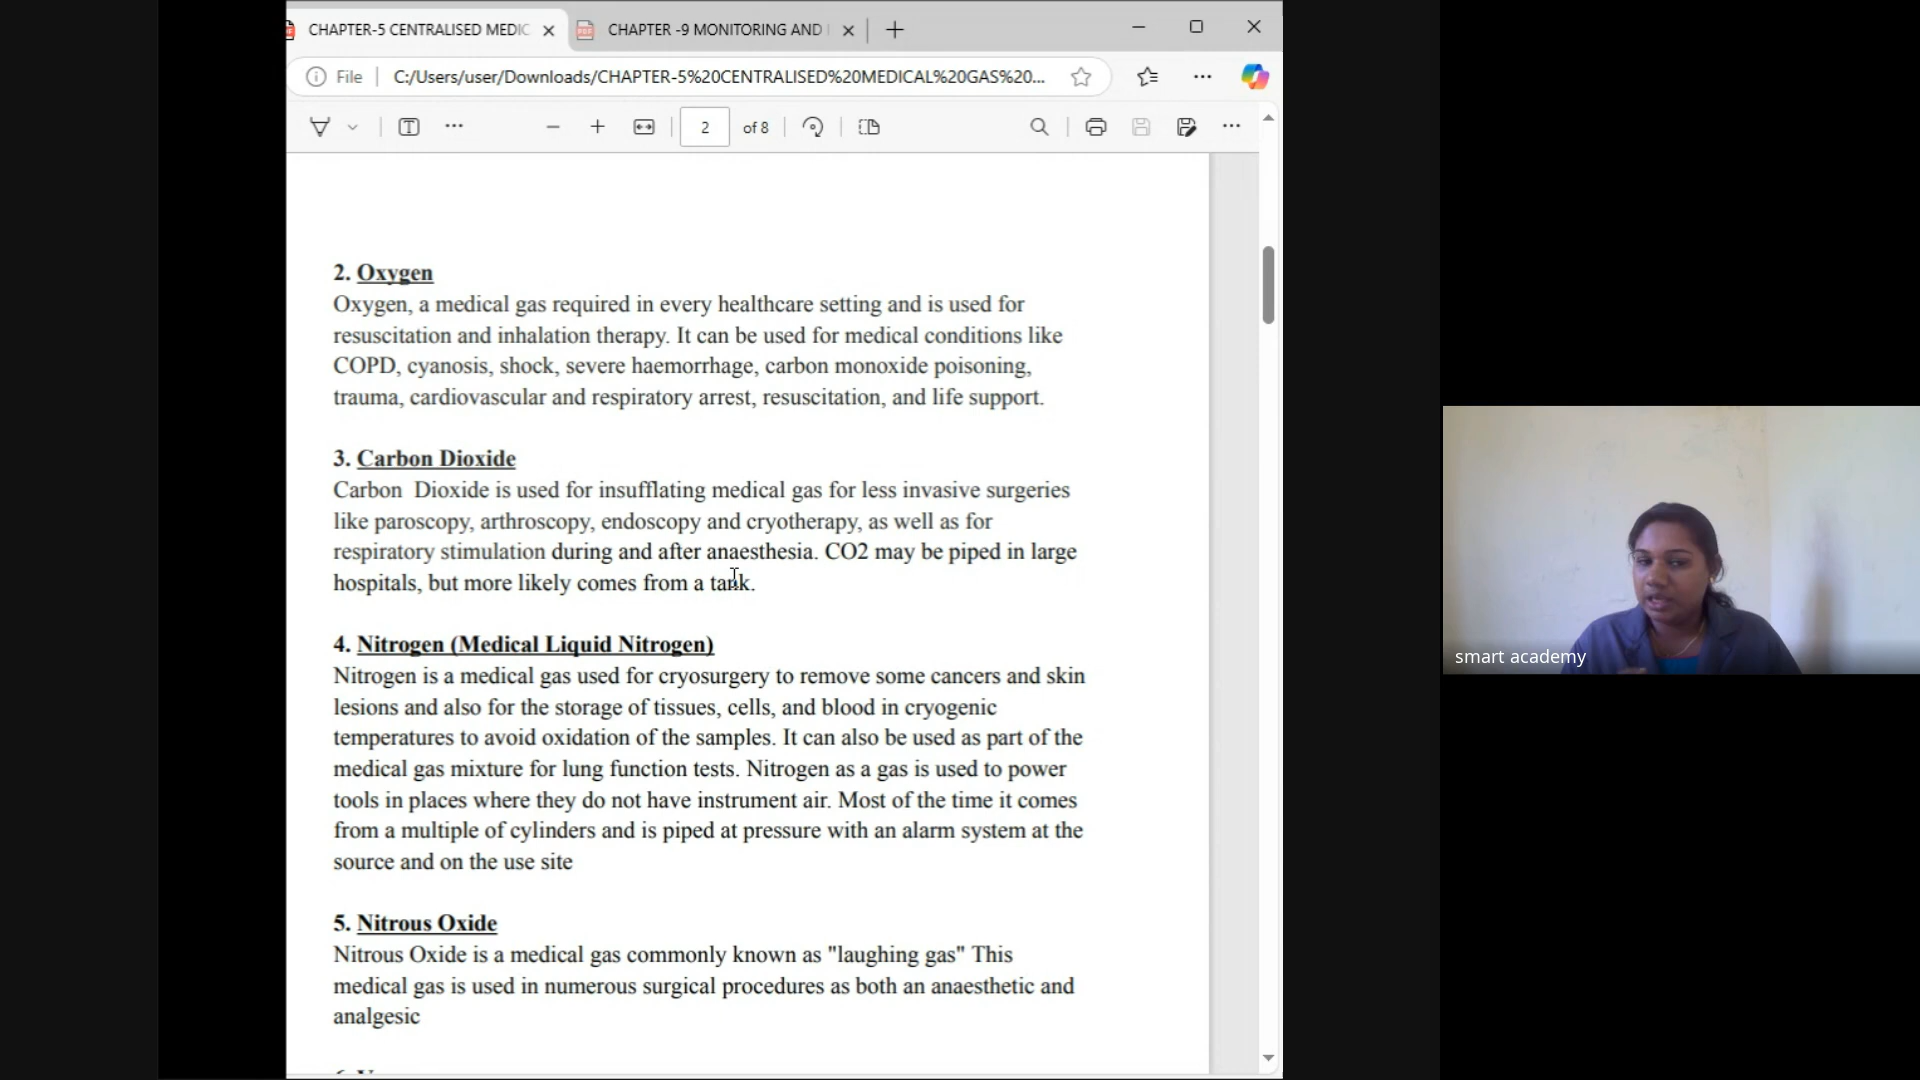 CHAPTER-5 CENTRALISED MEDIC
CHAPTER -9 MONITORING AND
File
C:/Users/user/Downloads/CHAPTER-5%20CENTRALISED%20MEDICAL%20GAS%20...
2 of 8
2. Oxygen
Oxygen, a medical gas required in every healthcare setting and is used for
resuscitation and inhalation therapy. It can be used for medical conditions like
COPD, cyanosis, shock, severe haemorrhage, carbon monoxide poisoning,
trauma, cardiovascular and respiratory arrest, resuscitation, and life support.
3. Carbon Dioxide
Carbon Dioxide is used for insufflating medical gas for less invasive surgeries
like paroscopy, arthroscopy, endoscopy and cryotherapy, as well as for
respiratory stimulation during and after anaesthesia. CO2 may be piped in large
hospitals, but more likely comes from a tank.
4. Nitrogen (Medical Liquid Nitrogen)
Nitrogen is a medical gas used for cryosurgery to remove some cancers and skin
lesions and also for the storage of tissues, cells, and blood in cryogenic
temperatures to avoid oxidation of the samples. It can also be used as part of the
medical gas mixture for lung function tests. Nitrogen as a gas is used to power
tools in places where they do not have instrument air. Most of the time it comes
from a multiple of cylinders and is piped at pressure with an alarm system at the
source and on the use site
5. Nitrous Oxide
Nitrous Oxide is a medical gas commonly known as "laughing gas" This
medical gas is used in numerous surgical procedures as both an anaesthetic and
analgesic
smart academy